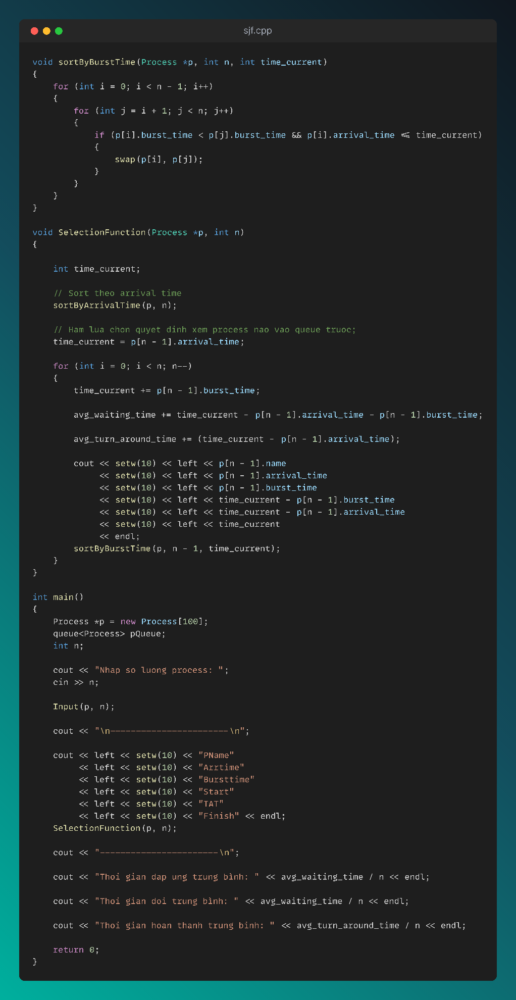 sjf.cpp
void sortByBurstTime(Process *p, int n, int time_current)
{
    for (int i = 0; i < n - 1; i++)
    {
        for (int j = i + 1; j < n; j++)
        {
            if (p[i].burst_time < p[j].burst_time && p[i].arrival_time <= time_current)
            {
                swap(p[i], p[j]);
            }
        }
    }
}
void SelectionFunction(Process *p, int n)
{
    int time_current;
    // Sort theo arrival time
    sortByArrivalTime(p, n);
    // Ham lua chon quyet dinh xem process nao vao queue truoc;
    time_current = p[n - 1].arrival_time;
    for (int i = 0; i < n; n--)
    {
        time_current += p[n - 1].burst_time;
        avg_waiting_time += time_current - p[n - 1].arrival_time - p[n - 1].burst_time;
        avg_turn_around_time += (time_current - p[n - 1].arrival_time);
        cout << setw(10) << left << p[n - 1].name
             << setw(10) << left << p[n - 1].arrival_time
             << setw(10) << left << p[n - 1].burst_time
             << setw(10) << left << time_current - p[n - 1].burst_time
             << setw(10) << left << time_current - p[n - 1].arrival_time
             << setw(10) << left << time_current
             << endl;
        sortByBurstTime(p, n - 1, time_current);
    }
}
int main()
{
    Process *p = new Process[100];
    queue<Process> pQueue;
    int n;
    cout << "Nhap so luong process: ";
    cin >> n;
    Input(p, n);
    cout << "\n-----------------------\n";
    cout << left << setw(10) << "PName"
         << left << setw(10) << "Arrtime"
         << left << setw(10) << "Bursttime"
         << left << setw(10) << "Start"
         << left << setw(10) << "TAT"
         << left << setw(10) << "Finish" << endl;
    SelectionFunction(p, n);
    cout << "-----------------------\n";
    cout << "Thoi gian dap ung trung bình: " << avg_waiting_time / n << endl;
    cout << "Thoi gian doi trung bình: " << avg_waiting_time / n << endl;
    cout << "Thoi gian hoan thanh trung binh: " << avg_turn_around_time / n << endl;
    return 0;
}